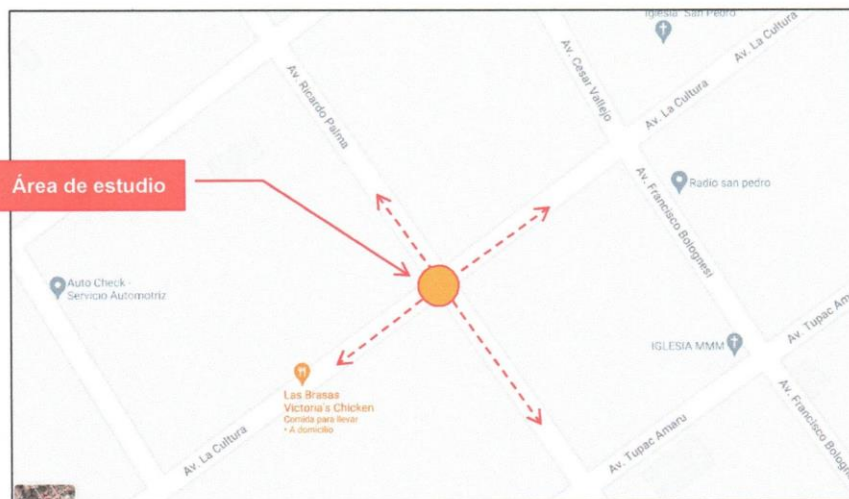 Iglesia San Pedro
Av. La Cultura
Av. Cesar Vallejo
Av. Ricardo Palma
Av. La Cultura
Área de estudio
Radio san pedro
Av. Francisco Bolognesi
Auto Check -
Servicio Automotriz
Av. Tupac Amaru
IGLESIA MMM
Las Brasas
Victoria's Chicken
Comida para llevar
• A domicilio
Av. Francisco
Av. Tupac Amaru
Av. La Cultura